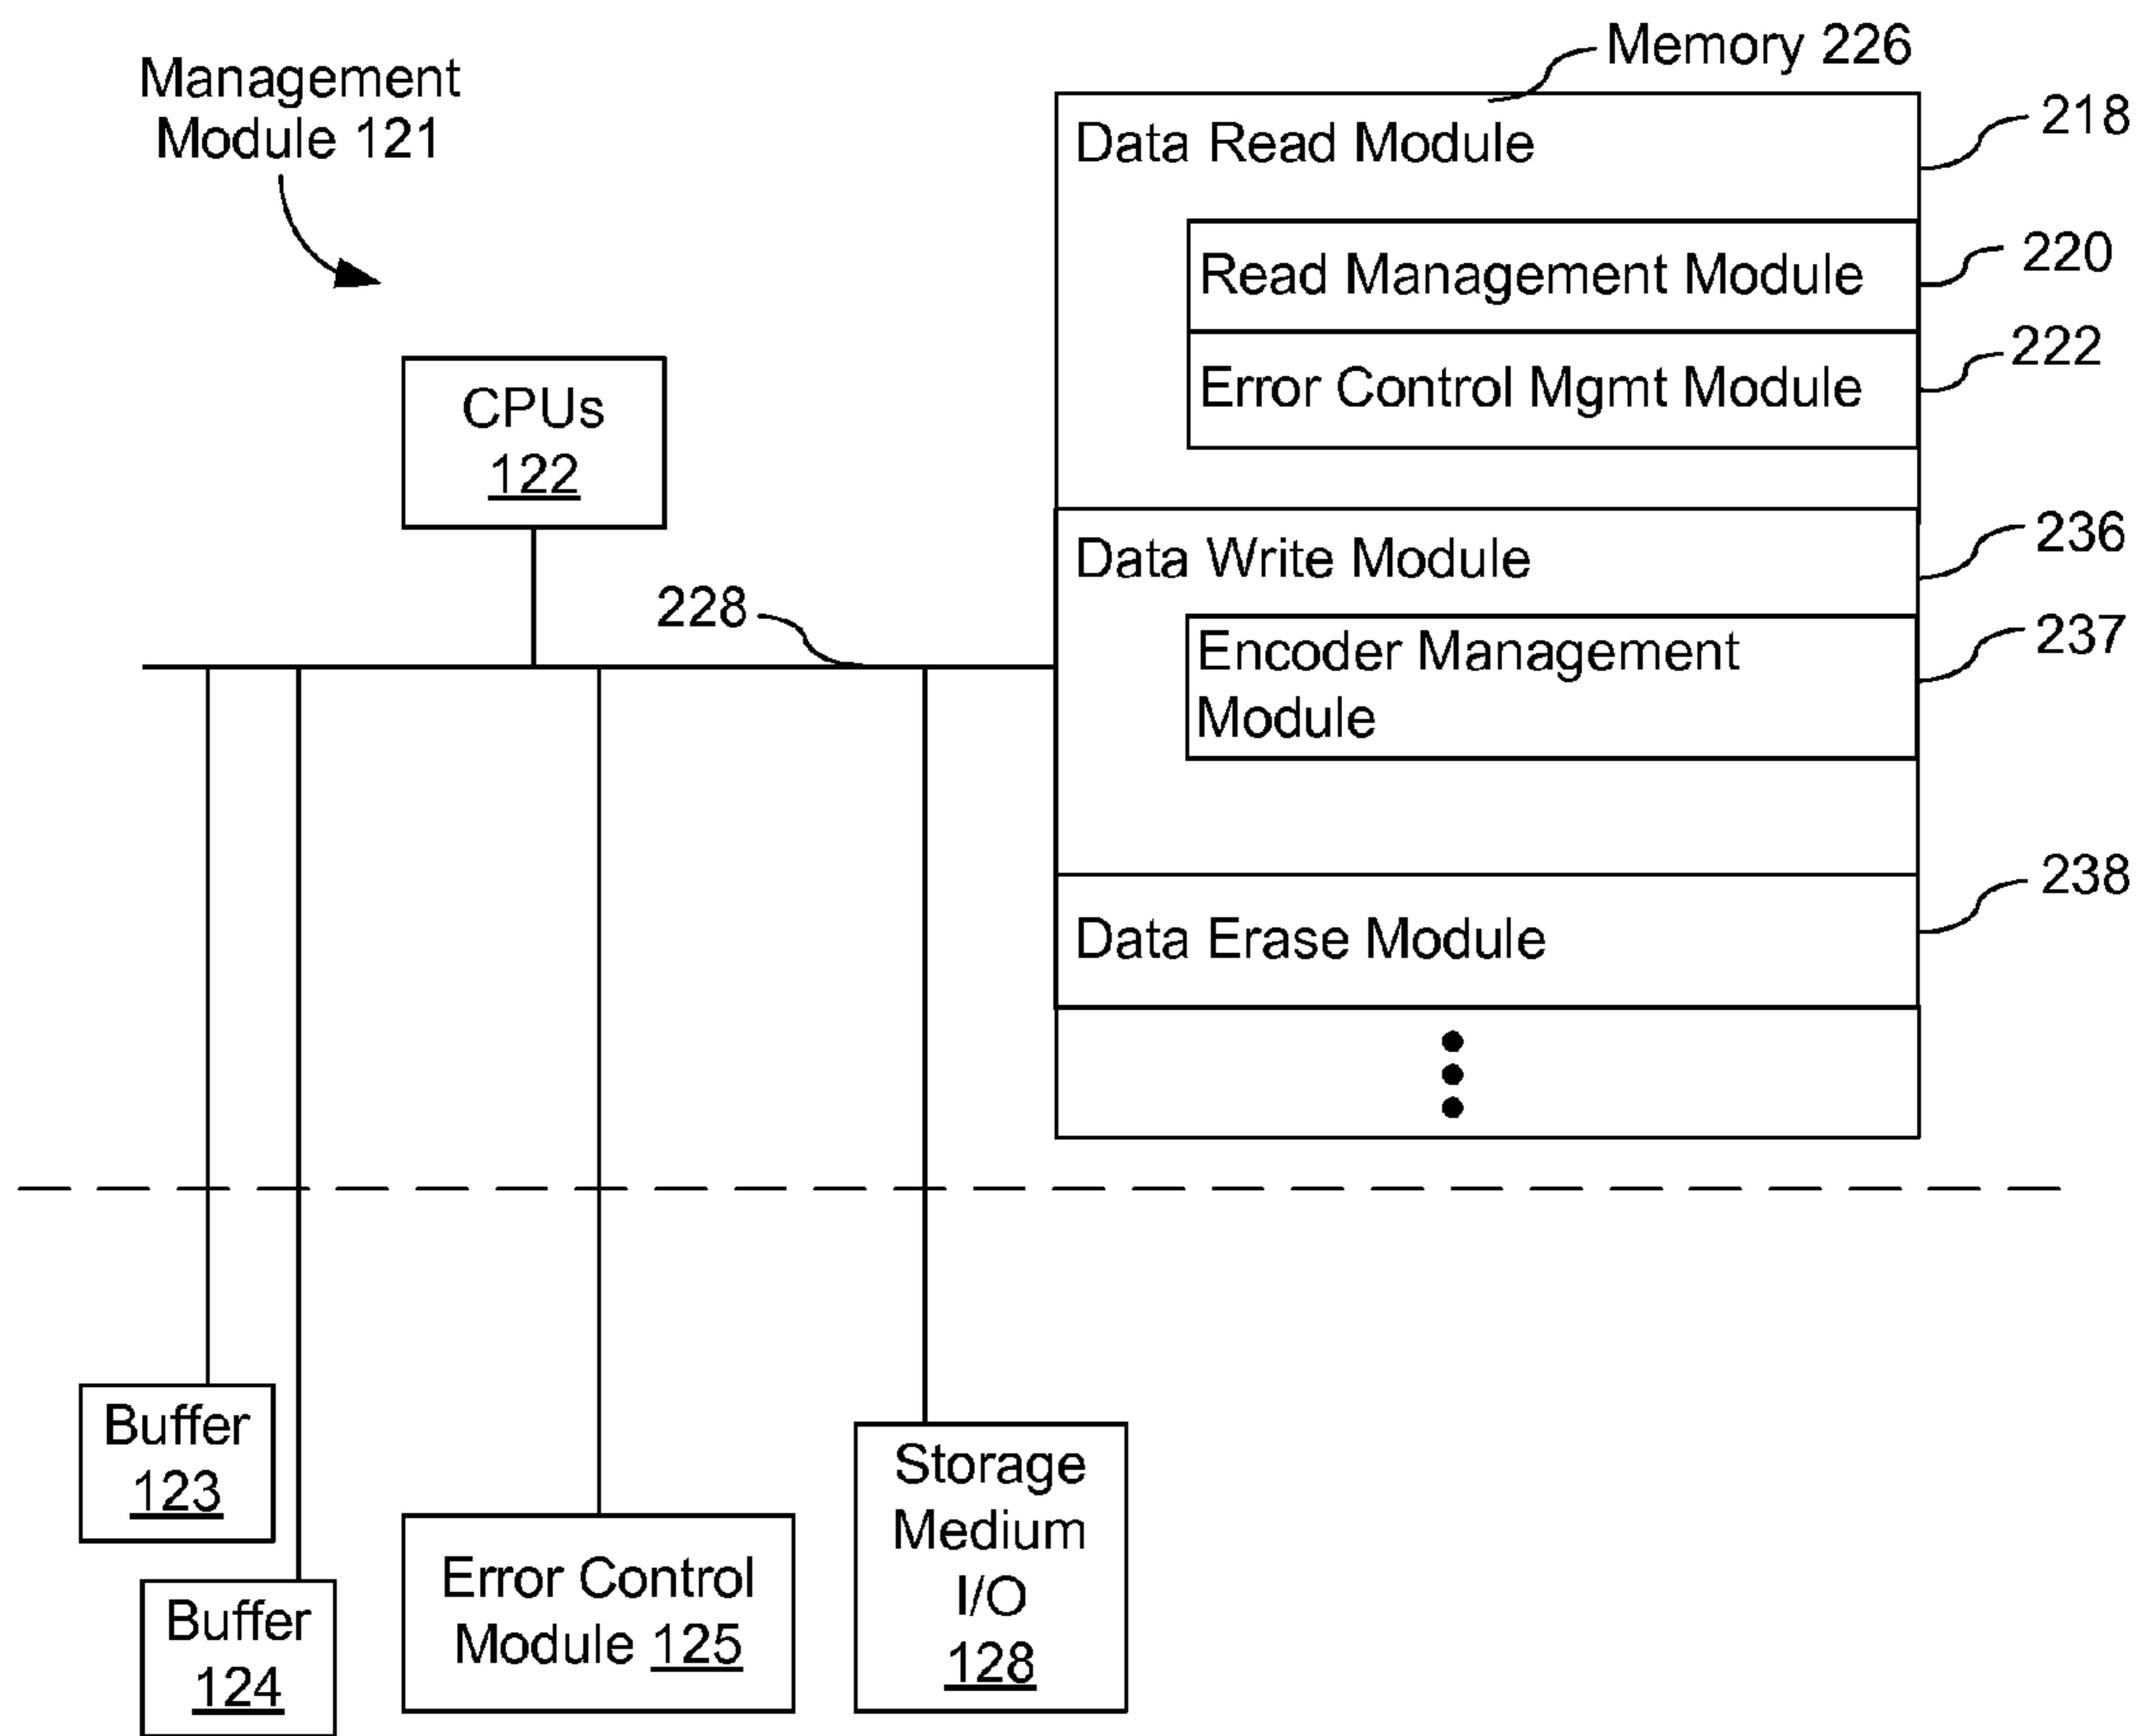 Memory 226
Management
Module 121
218
Data Read Module
220
Read Management Module
222
Error Control Mgmt Module
CPUs
122
236
Data Write Module
228
237
Encoder Management
Module
238
Data Erase Module
Buffer
123
Buffer
124
Error Control
Module 125
Storage
Medium
I/O
128